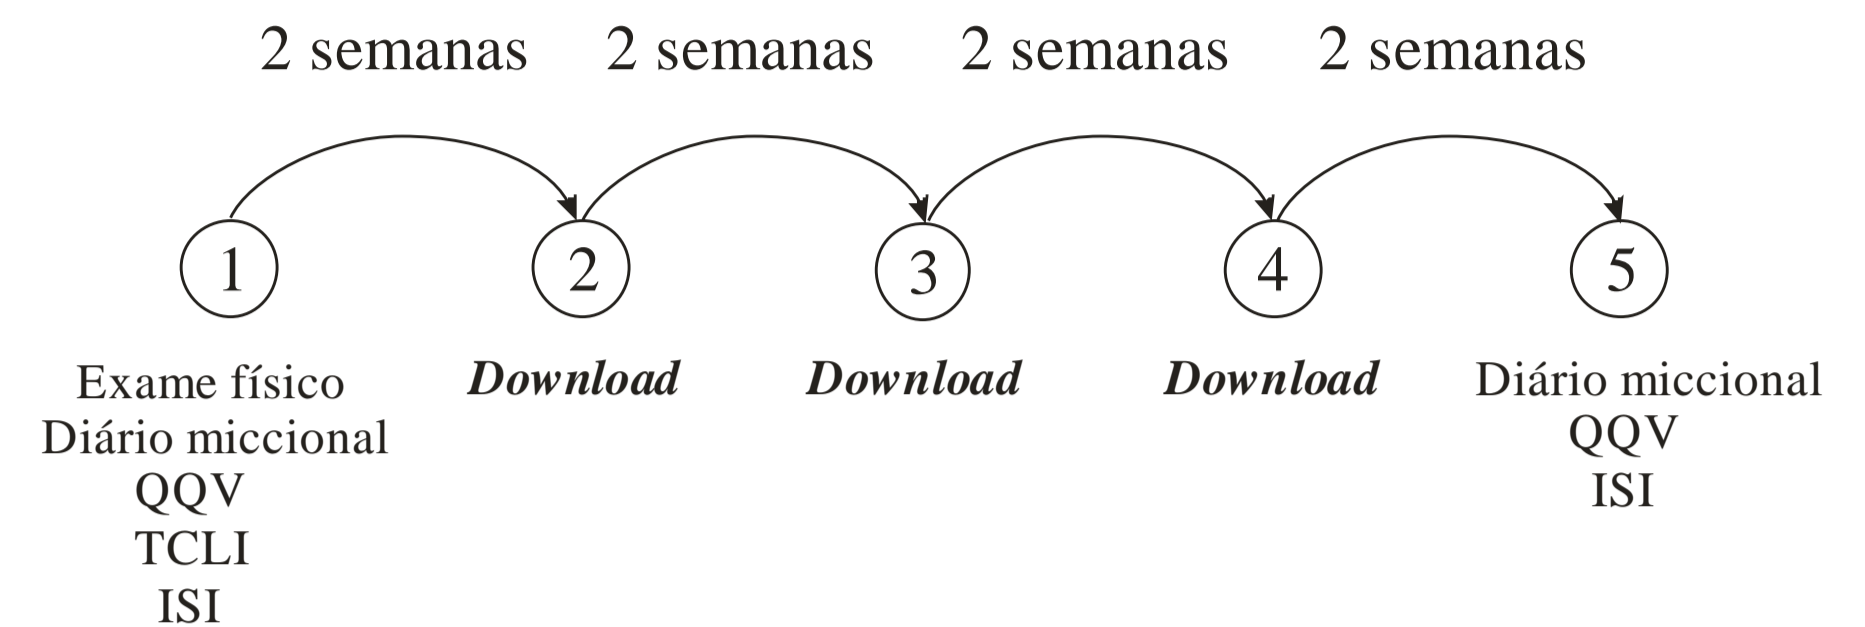 2 semanas 2 semanas 2 semanas 2 semanas
1 2 3 4 5
Exame físico
Diário miccional
QQV
TCLI
ISI
Download
Download
Download
Diário miccional
QQV
ISI